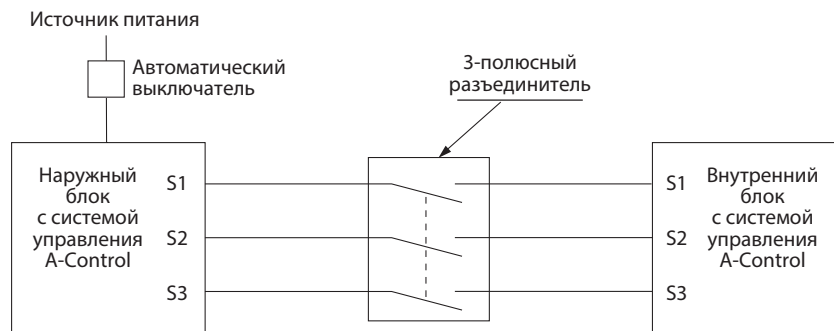 Источник питания
Автоматический
выключатель
3-полюсный
разъединитель
Наружный
блок
с системой
управления
A-Control
S1
S2
S3
S1
S2
S3
Внутренний
блок
с системой
управления
A-Control